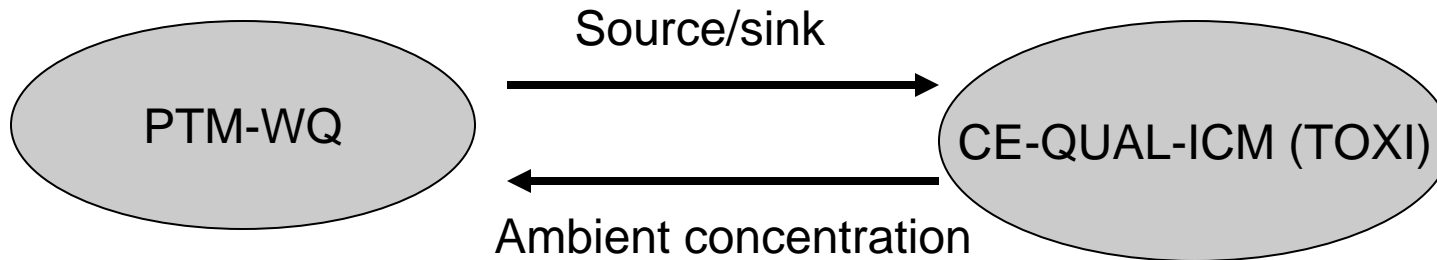 Source/sink
PTM-WQ
CE-QUAL-ICM (TOXI)
Ambient concentration